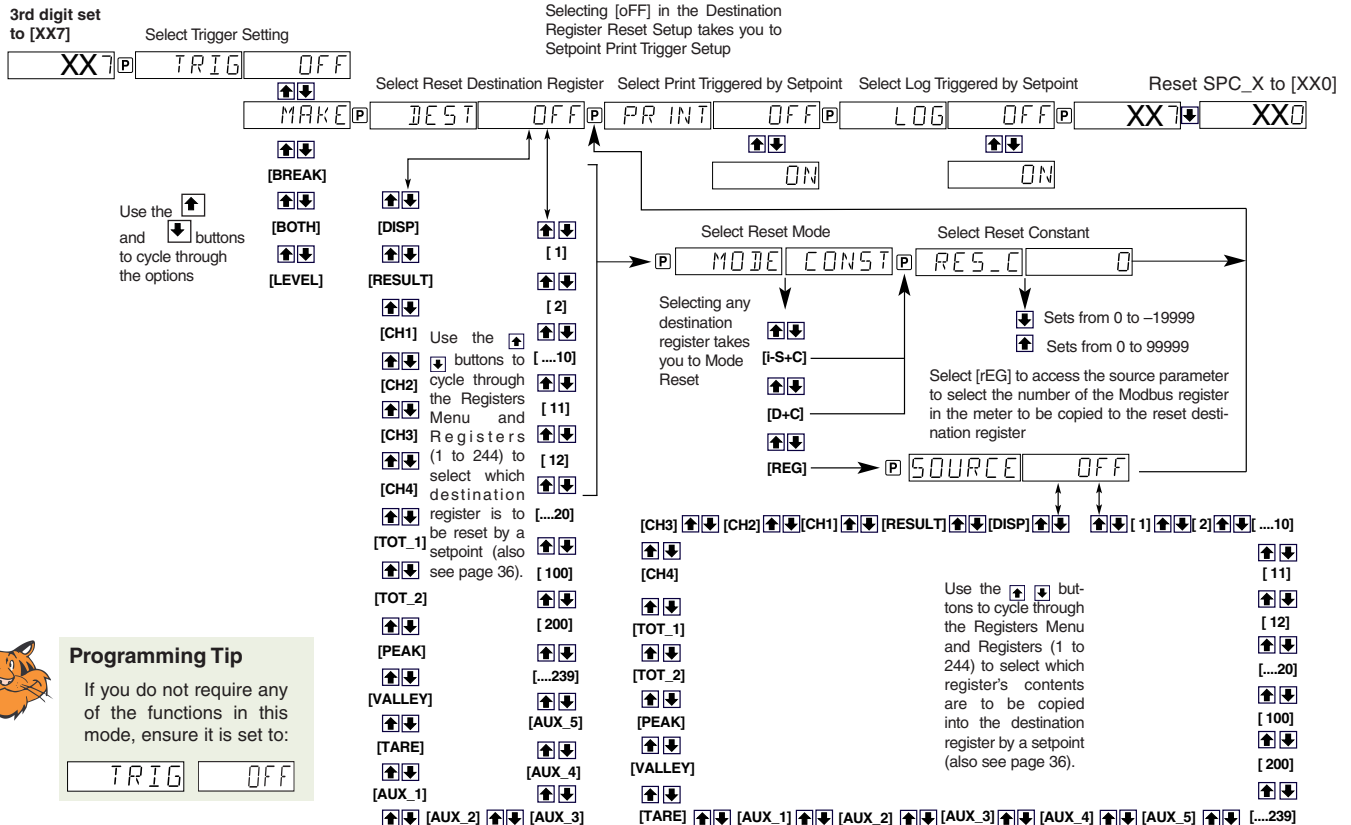 3rd digit set
to [XX7]
Select Trigger Setting
Selecting [oFF] in the Destination
Register Reset Setup takes you to
Setpoint Print Trigger Setup
XX7 P TRIG OFF
Select Reset Destination Register
Select Print Triggered by Setpoint
Select Log Triggered by Setpoint
Reset SPC_X to [XX0]
MAKE P DEST OFF P PRINT OFF P LOG OFF P XX7 XX0
ON
ON
[BREAK]
[BOTH]
[LEVEL]
Use the
and buttons
to cycle through
the options
[DISP]
[RESULT]
[CH1]
[CH2]
[CH3]
[CH4]
[TOT_1]
[TOT_2]
[PEAK]
[VALLEY]
[TARE]
[AUX_1]
[AUX_2] [AUX_3]
Use the
buttons to
cycle through
the Registers
Menu and
Registers
(1 to 244) to
select which
destination
register is to
be reset by a
setpoint (also
see page 36).
[ 1]
[ 2]
[ ....10]
[ 11]
[ 12]
[....20]
[ 100]
[ 200]
[....239]
[AUX_5]
[AUX_4]
Select Reset Mode
Select Reset Constant
P MODE CONST P RES_C 0
Selecting any
destination
register takes
you to Mode
Reset
[i-S+C]
[D+C]
[REG]
Sets from 0 to –19999
Sets from 0 to 99999
Select [rEG] to access the source parameter
to select the number of the Modbus register
in the meter to be copied to the reset desti-
nation register
P SOURCE OFF
[CH3] [CH2] [CH1] [RESULT] [DISP] [ 1] [ 2] [ ....10]
[CH4]
[TOT_1]
[TOT_2]
[PEAK]
[VALLEY]
[TARE] [AUX_1] [AUX_2] [AUX_3] [AUX_4] [AUX_5] [....239]
Use the but-
tons to cycle through
the Registers Menu
and Registers (1 to
244) to select which
register's contents
are to be copied
into the destination
register by a setpoint
(also see page 36).
[ 11]
[ 12]
[....20]
[ 100]
[ 200]
Programming Tip
If you do not require any
of the functions in this
mode, ensure it is set to:
TRIG OFF